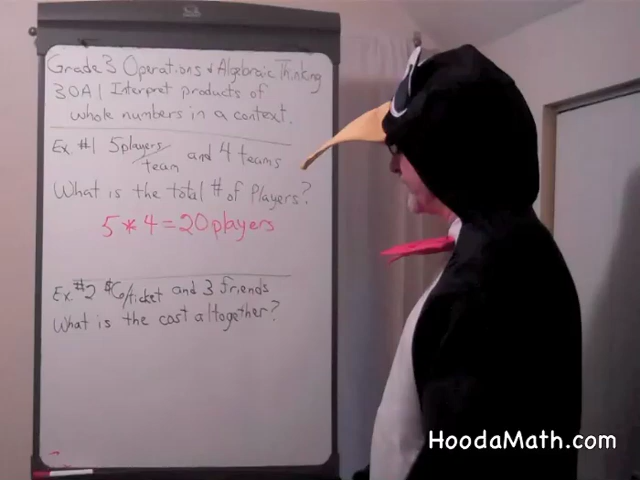 Grade 3 Operations & Algebraic Thinking
3OA1 Interpret products of
whole numbers in a context.
Ex. #1 5 players/team and 4 teams
What is the total # of Players?
5 * 4 = 20 players
Ex. #2 $6/ticket and 3 friends
What is the cost altogether?
HoodaMath.com